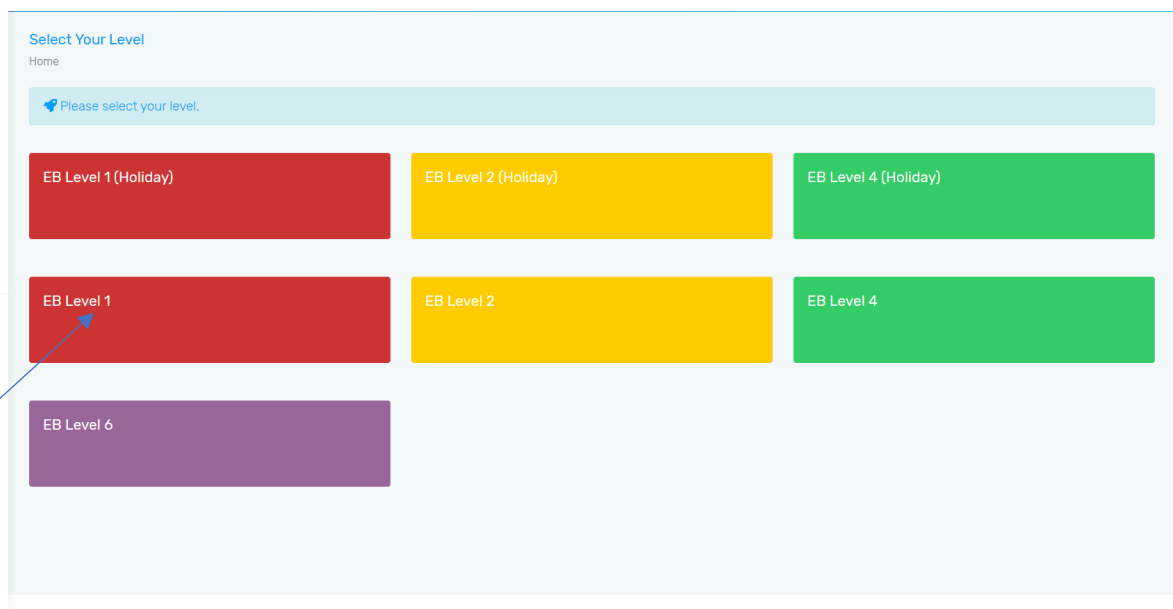 Select Your Level
Home
Please select your level.
EB Level 1 (Holiday)
EB Level 2 (Holiday)
EB Level 4 (Holiday)
EB Level 1
EB Level 2
EB Level 4
EB Level 6